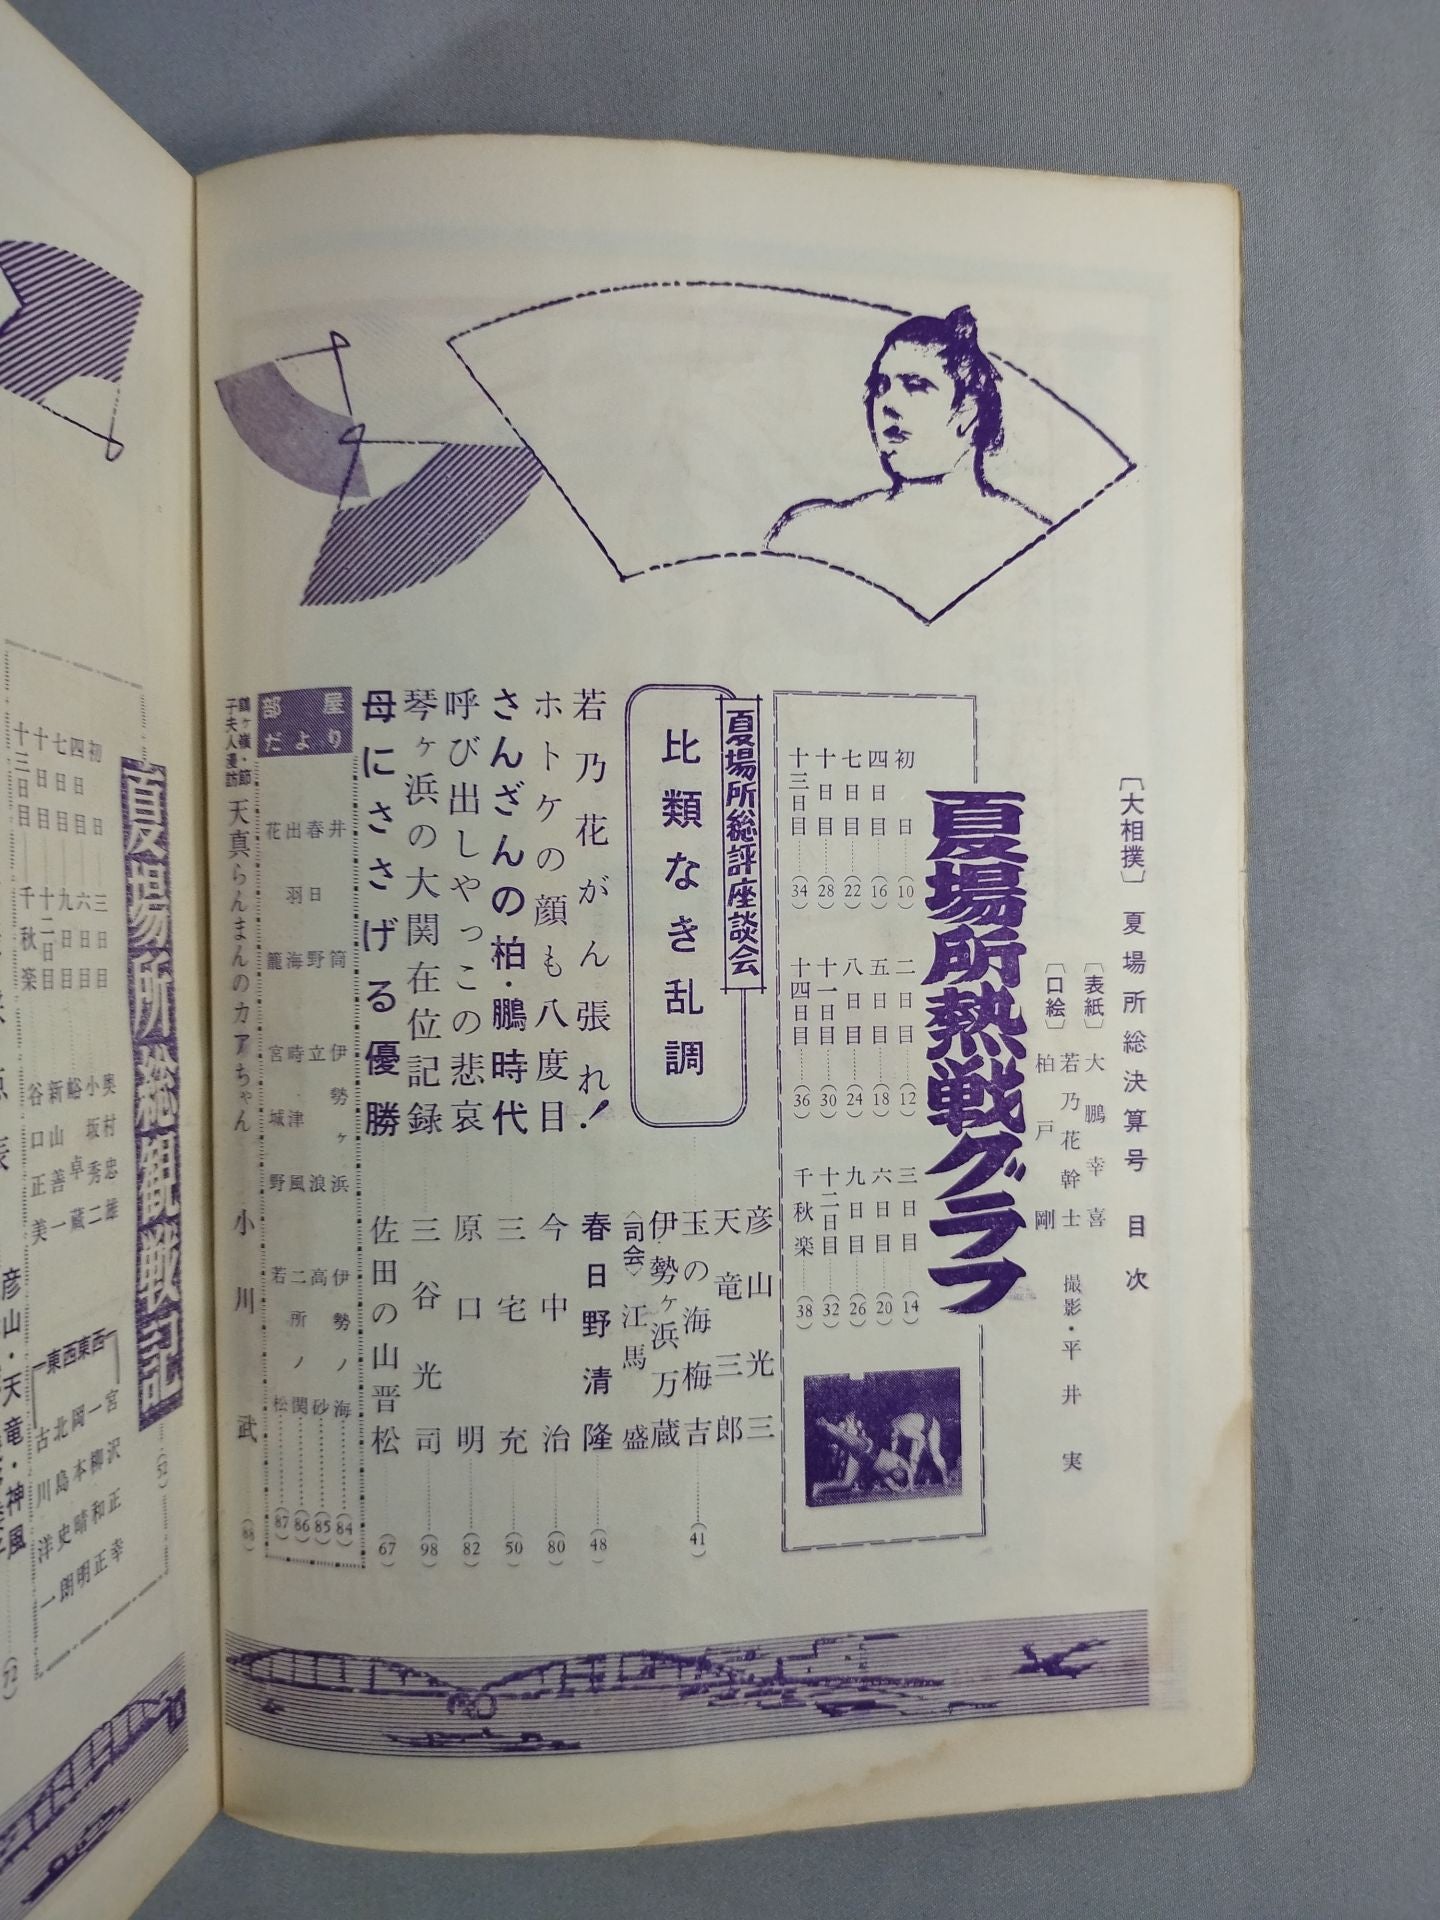 〔大相撲〕夏場所総決算号 目次
〔表紙〕大鵬幸喜
〔口絵〕若乃花幹士
柏戸剛
撮影・平井実
夏場所熱戦グラフ
初日……(10) 二日目……(12) 三日目……(14)
四日目……(16) 五日目……(18) 六日目……(20)
七日目……(22) 八日目……(24) 九日目……(26)
十日目……(28) 十一日目……(30) 十二日目……(32)
十三日目……(34) 十四日目……(36) 千秋楽……(38)
夏場所総評座談会
比類なき乱調
彦山光三
天竜三郎
玉の海梅吉……(41)
伊勢ヶ浜万蔵
〈司会〉江馬盛
若乃花がん張れ! 春日野清隆……(48)
ホトケの顔も八度目 今中治……(80)
さんざんの柏・鵬時代 三宅充……(50)
呼び出しやっこの悲哀 原口明……(82)
琴ヶ浜の大関在位記録 三谷光司……(98)
母にささげる優勝 佐田の山晋松……(67)
部屋だより
井筒 伊勢ヶ浜 伊勢ノ海……(84)
春日野 立浪 高砂……(85)
出羽海 時津風 二所ノ関……(86)
花籠 宮城野 若松……(87)
鶴ヶ嶺・節子夫人漫訪 天真らんまんのカアちゃん 小川武……(88)
夏場所総観戦記
初日―三日目
四日目―六日目
七日目―九日目
十日目―十二日目
十三日目―千秋楽
奥村忠雄
小坂秀二
新山善一
谷口正美
東西東西
宮沢正幸
一柳和正
岡本晴明
北島史朗
古川洋一
(52)
彦山・天竜・神風
(72)